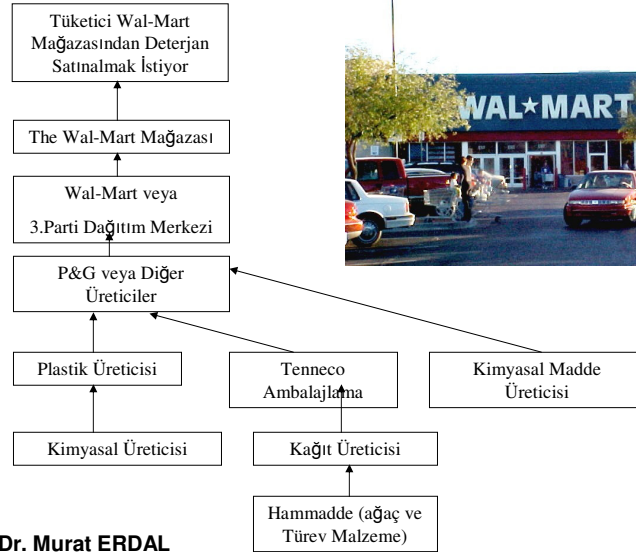 Tüketici Wal-Mart
Mağazasından Deterjan
Satınalmak İstiyor
WAL★MART
The Wal-Mart Mağazası
Wal-Mart veya
3.Parti Dağıtım Merkezi
P&G veya Diğer
Üreticiler
Plastik Üreticisi
Tenneco
Ambalajlama
Kimyasal Madde
Üreticisi
Kimyasal Üreticisi
Kağıt Üreticisi
Hammadde (ağaç ve
Türev Malzeme)
Dr. Murat ERDAL